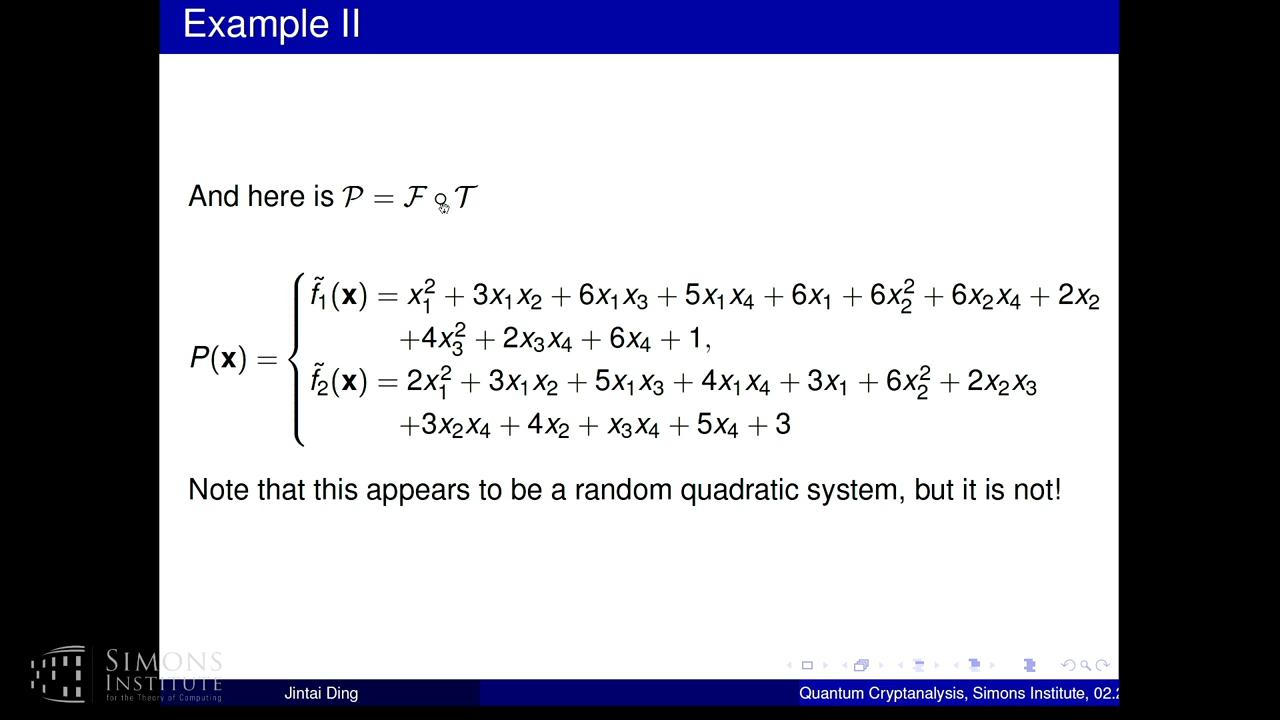 Example II
And here is 𝒫 = ℱ ∘ 𝒯
P(x) = { f̃₁(x) = x₁² + 3x₁x₂ + 6x₁x₃ + 5x₁x₄ + 6x₁ + 6x₂² + 6x₂x₄ + 2x₂
+4x₃² + 2x₃x₄ + 6x₄ + 1,
f̃₂(x) = 2x₁² + 3x₁x₂ + 5x₁x₃ + 4x₁x₄ + 3x₁ + 6x₂² + 2x₂x₃
+3x₂x₄ + 4x₂ + x₃x₄ + 5x₄ + 3
Note that this appears to be a random quadratic system, but it is not!
SIMONS
INSTITUTE
for the Theory of Computing
Jintai Ding
Quantum Cryptanalysis, Simons Institute, 02.2